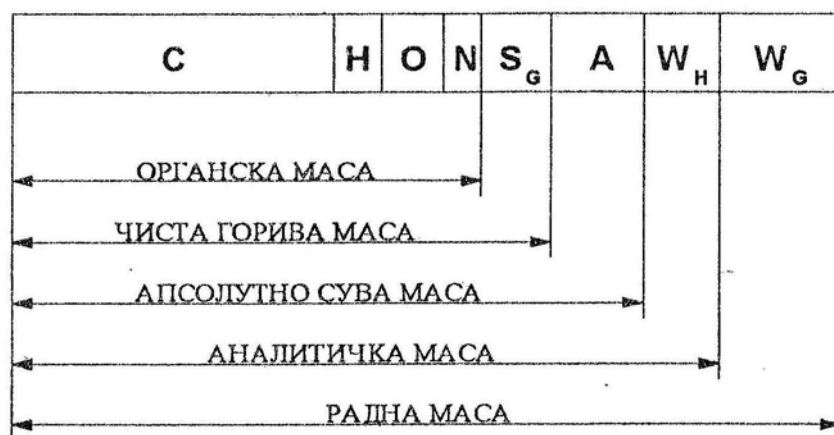 C H O N S_G A W_H W_G
ОРГАНСКА МАСА
ЧИСТА ГОРИВА МАСА
АПСОЛУТНО СУВА МАСА
АНАЛИТИЧКА МАСА
РАДНА МАСА